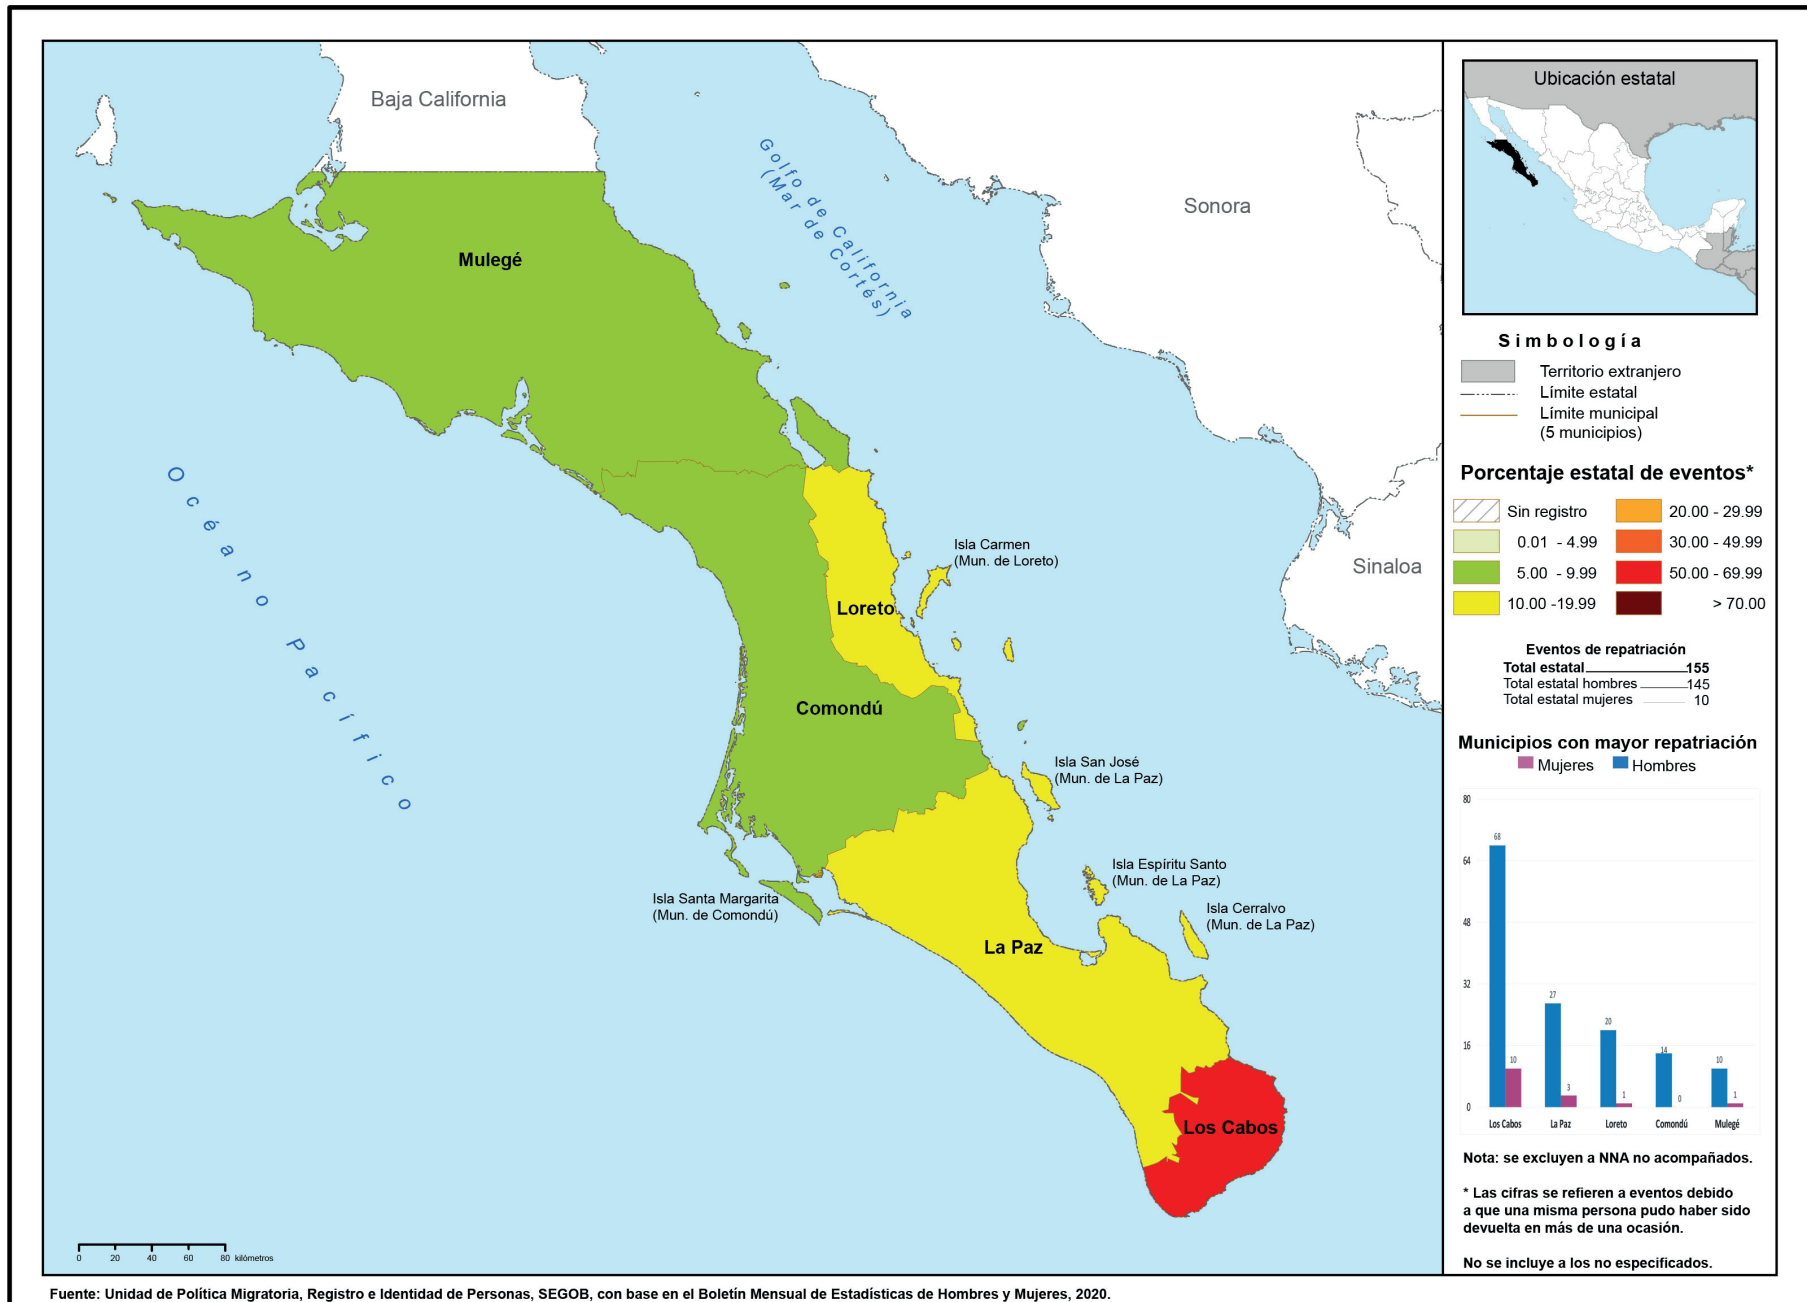 Baja California
Golfo de California
(Mar de Cortés)
Sonora
Mulegé
Océano Pacífico
Isla Carmen
(Mun. de Loreto)
Sinaloa
Loreto
Comondú
Isla San José
(Mun. de La Paz)
Isla Espíritu Santo
(Mun. de La Paz)
Isla Santa Margarita
(Mun. de Comondú)
Isla Cerralvo
(Mun. de La Paz)
La Paz
Los Cabos
0 20 40 60 80 kilómetros
Ubicación estatal
Simbología
Territorio extranjero
Límite estatal
Límite municipal
(5 municipios)
Porcentaje estatal de eventos*
Sin registro
0.01 - 4.99
5.00 - 9.99
10.00 -19.99
20.00 - 29.99
30.00 - 49.99
50.00 - 69.99
> 70.00
Eventos de repatriación
Total estatal 155
Total estatal hombres 145
Total estatal mujeres 10
Municipios con mayor repatriación
Mujeres Hombres
80
64
48
32
16
0
68
10
27
3
20
1
14
0
10
1
Los Cabos La Paz Loreto Comondú Mulegé
Nota: se excluyen a NNA no acompañados.
* Las cifras se refieren a eventos debido
a que una misma persona pudo haber sido
devuelta en más de una ocasión.
No se incluye a los no especificados.
Fuente: Unidad de Política Migratoria, Registro e Identidad de Personas, SEGOB, con base en el Boletín Mensual de Estadísticas de Hombres y Mujeres, 2020.